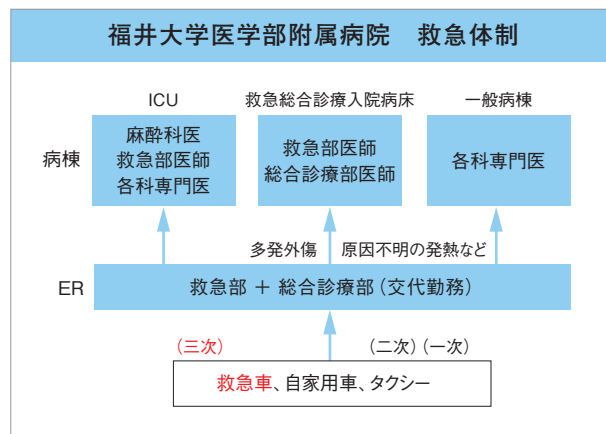 福井大学医学部附属病院　救急体制
ICU
救急総合診療入院病床
一般病棟
病棟
麻酔科医
救急部医師
各科専門医
救急部医師
総合診療部医師
各科専門医
多発外傷
原因不明の発熱など
ER
救急部 ＋ 総合診療部（交代勤務）
（三次）
（二次）（一次）
救急車、自家用車、タクシー